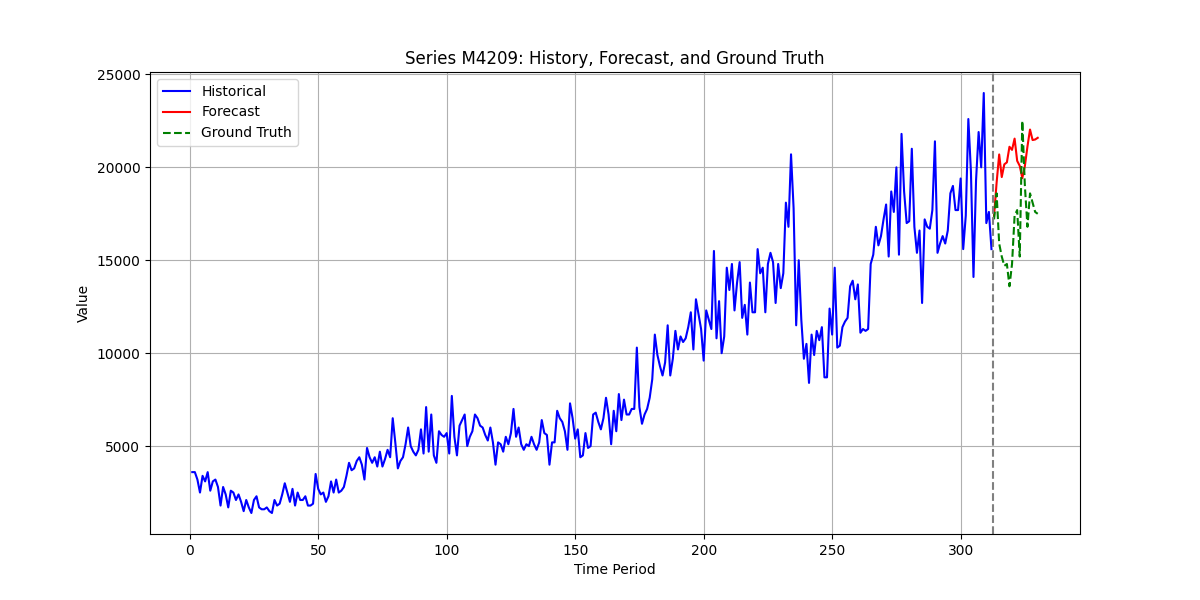 Series M4209: History, Forecast, and Ground Truth
Historical
Forecast
Ground Truth
25000
20000
15000
10000
5000
Value
0
50
100
150
200
250
300
Time Period